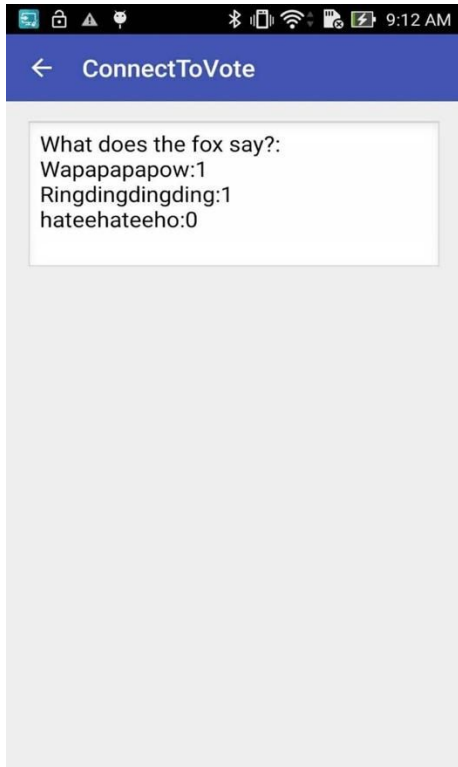 9:12 AM
ConnectToVote
What does the fox say?:
Wapapapapow:1
Ringdingdingding:1
hateehateeho:0